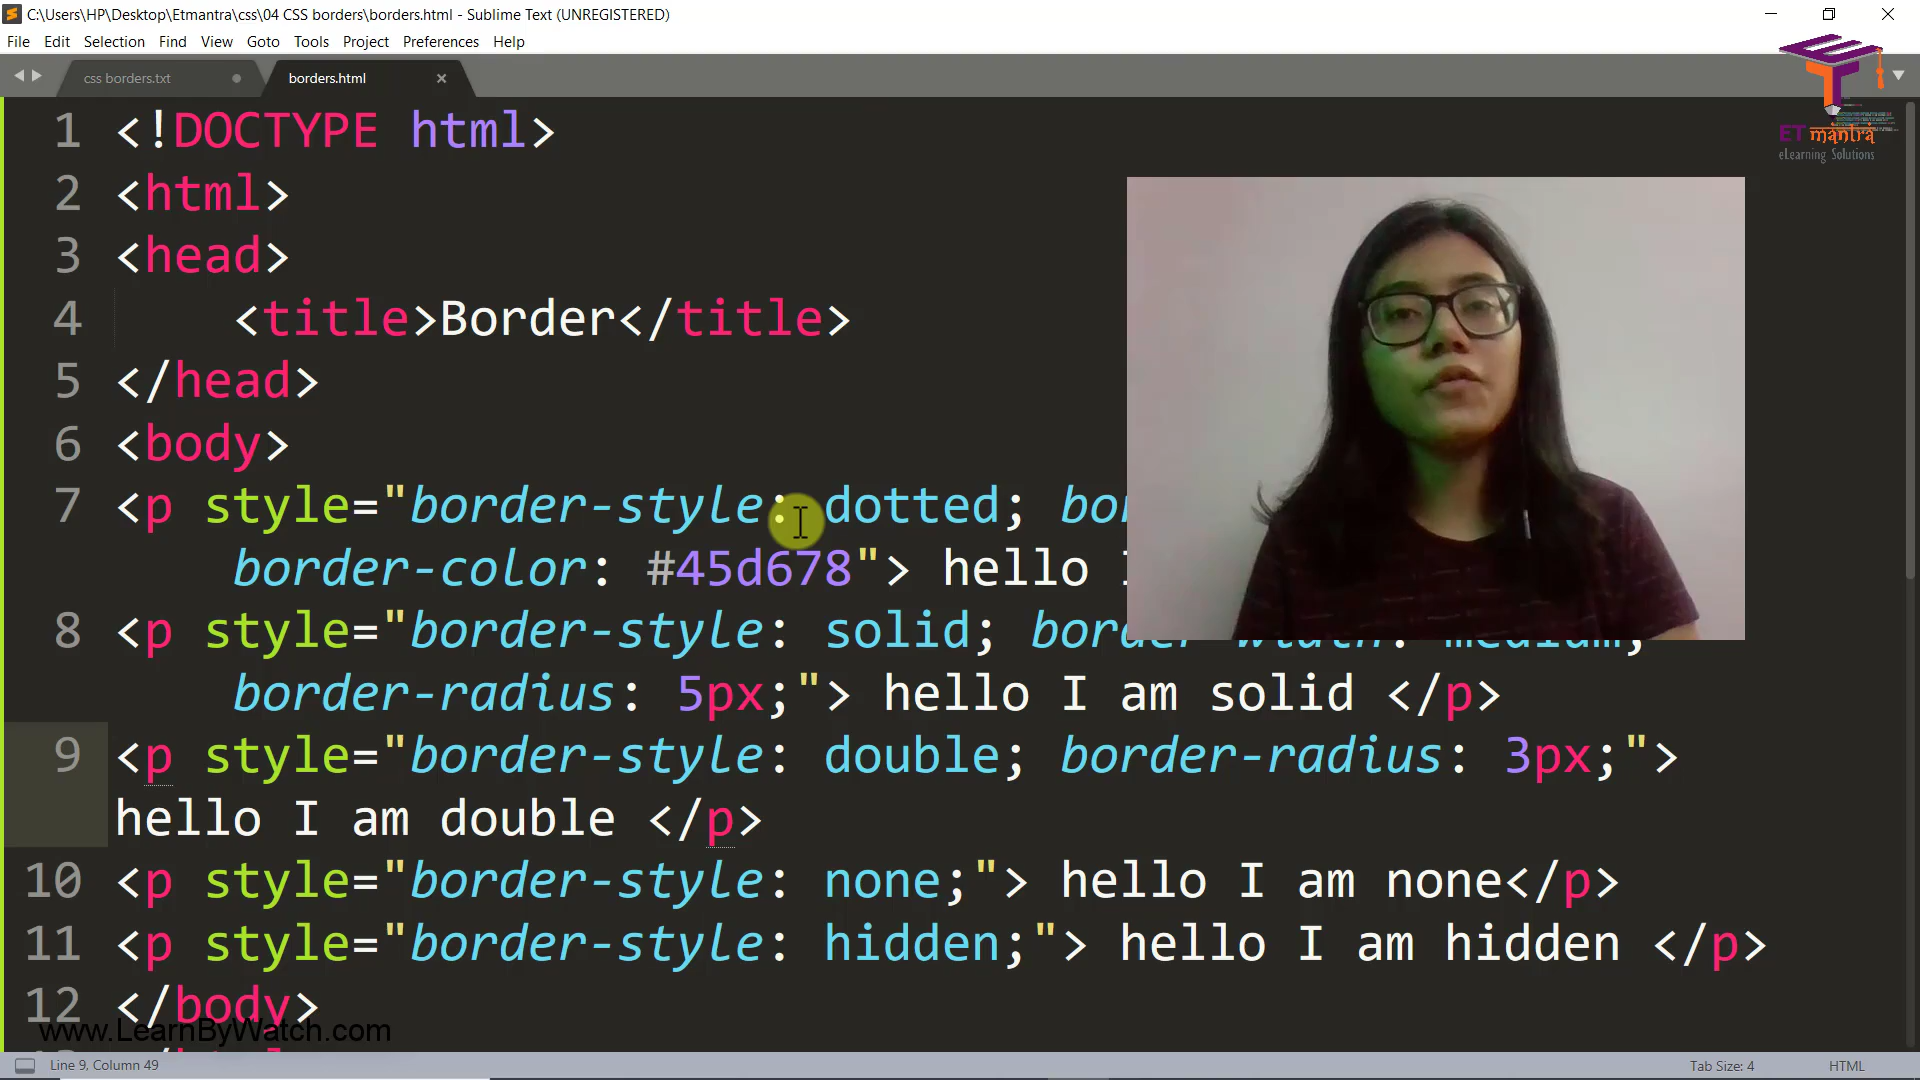 C:\Users\HP\Desktop\Etmantra\css\04 CSS borders\borders.html - Sublime Text (UNREGISTERED)
File Edit Selection Find View Goto Tools Project Preferences Help
css borders.txt
borders.html
ET mantra
eLearning Solutions
1 <!DOCTYPE html>
2 <html>
3 <head>
4 <title>Border</title>
5 </head>
6 <body>
7 <p style="border-style: dotted; bor
border-color: #45d678"> hello
8 <p style="border-style: solid; border-width: medium;
border-radius: 5px;"> hello I am solid </p>
9 <p style="border-style: double; border-radius: 3px;">
hello I am double </p>
10 <p style="border-style: none;"> hello I am none</p>
11 <p style="border-style: hidden;"> hello I am hidden </p>
12 </body>
www.LearnByWatch.com
Line 9, Column 49
Tab Size: 4
HTML